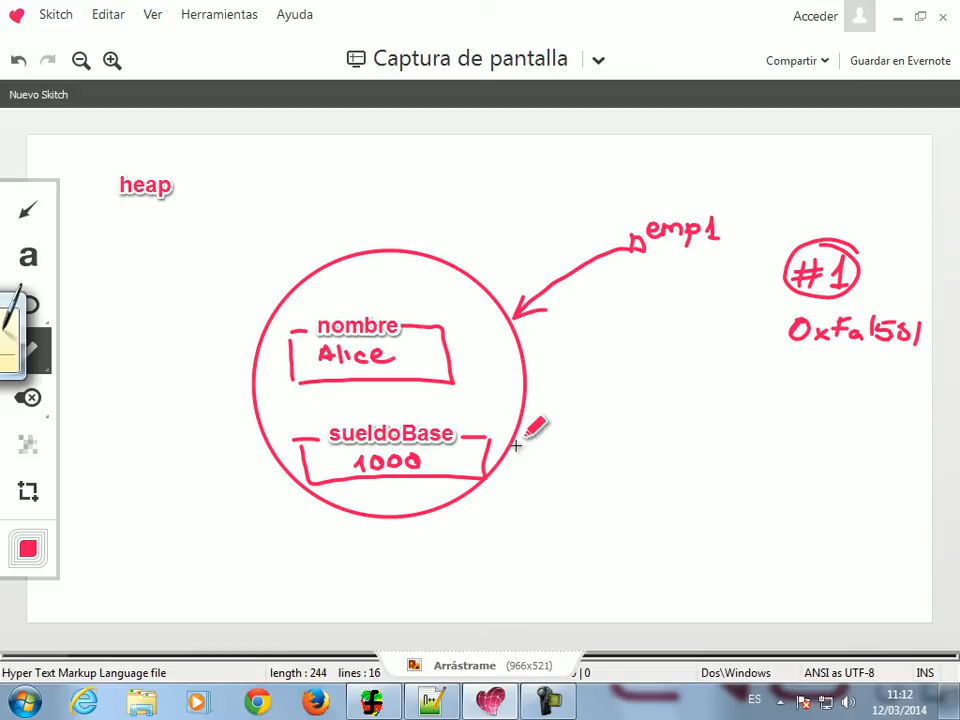 Skitch Editar Ver Herramientas Ayuda Acceder
Captura de pantalla Compartir Guardar en Evernote
Nuevo Skitch
heap
emp1
#1
nombre
Alice
sueldoBase
1000
a
Arrástrame (966x521)
Hyper Text Markup Language file length : 244 lines : 16 | 0 Dos\Windows ANSI as UTF-8 INS
ES 11:12
12/03/2014